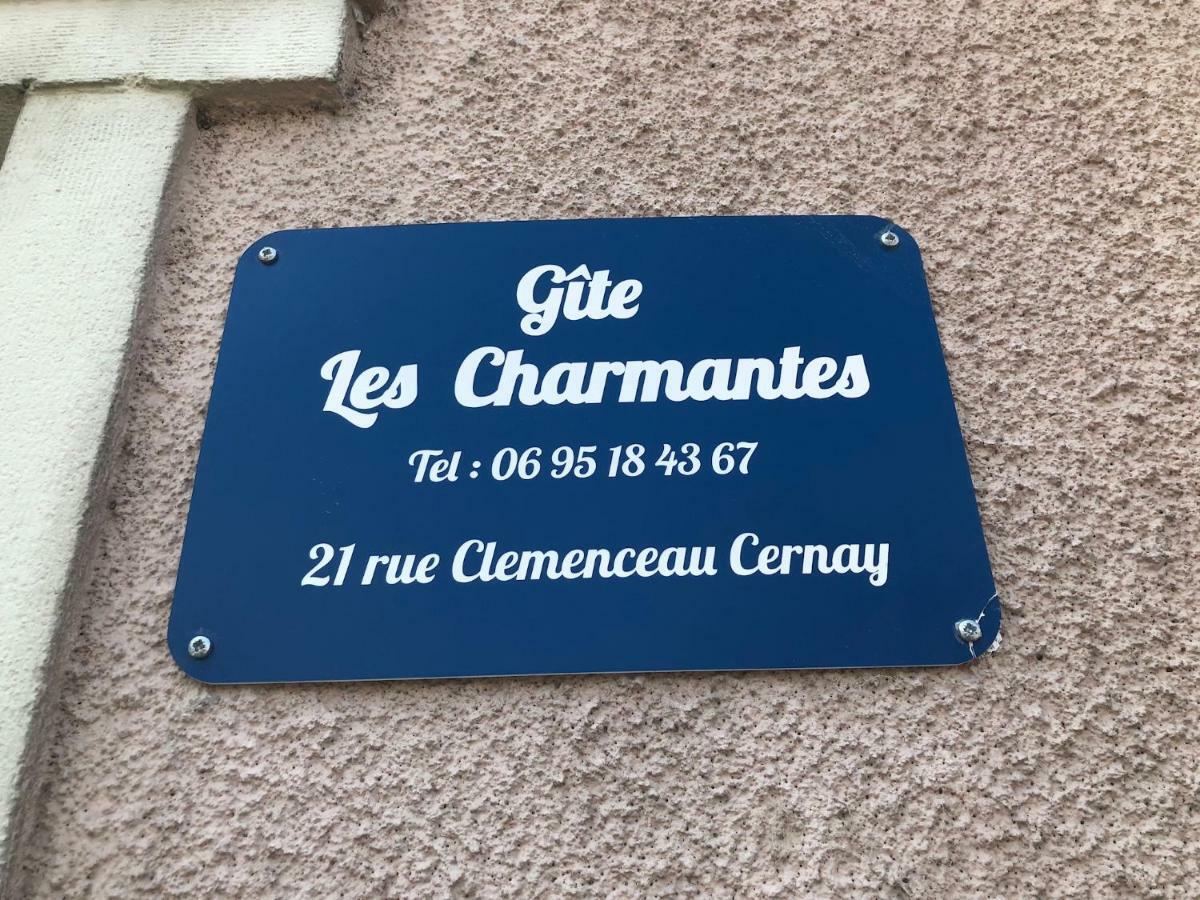 Gîte
Les Charmantes
Tel : 06 95 18 43 67
21 rue Clemenceau Cernay